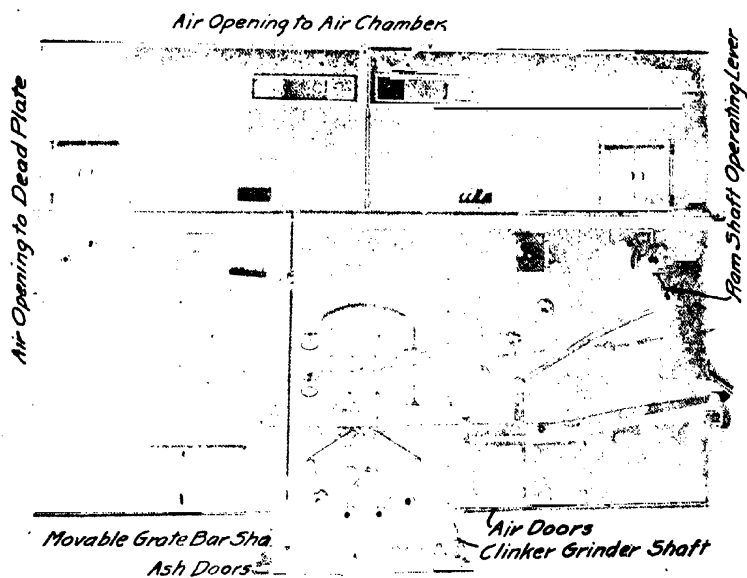 Air Opening to Air Chamber
Air Opening to Dead Plate
Ram Shaft Operating Lever
Movable Grate Bar Sha
Air Doors
Clinker Grinder Shaft
Ash Doors